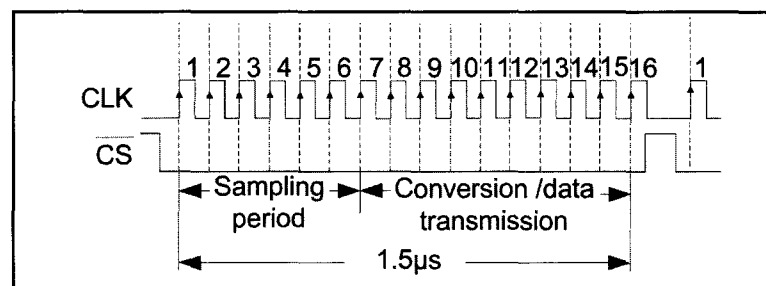 1 2 3 4 5 6 7 8 9 10 11 12 13 14 15 16 1
CLK
CS
Sampling period
Conversion /data transmission
1.5µs